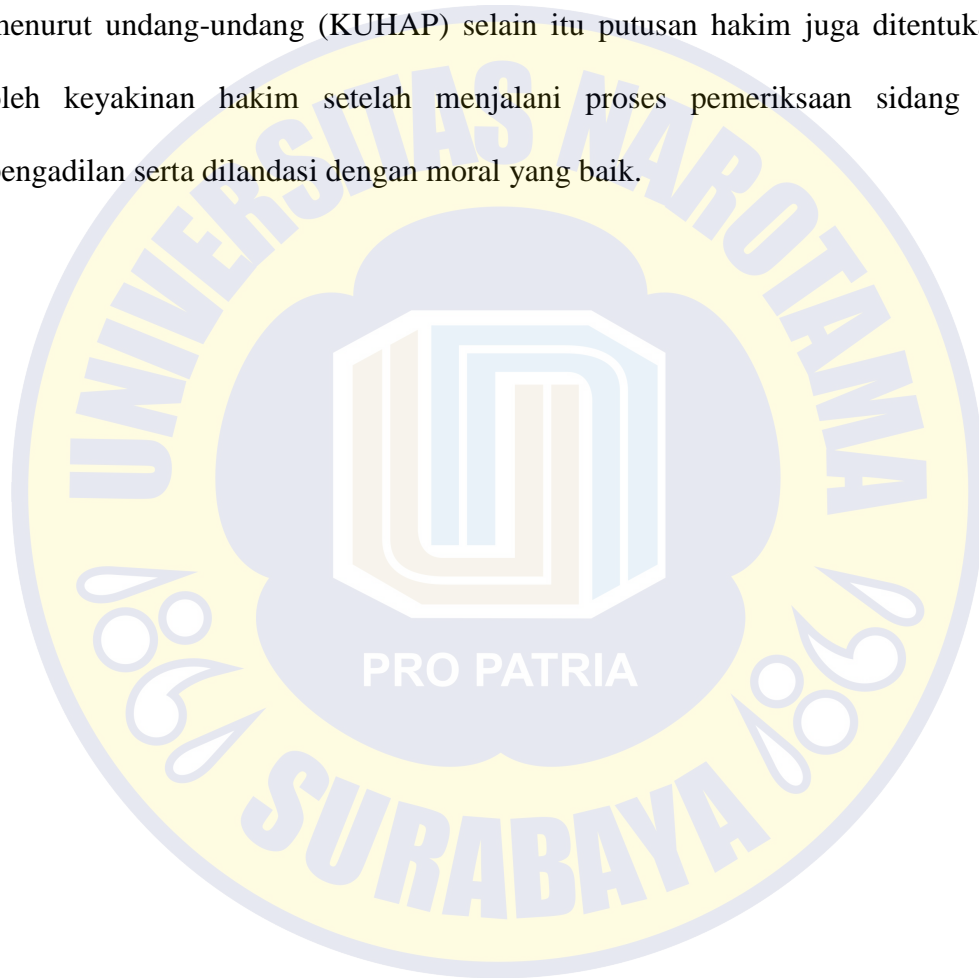 menurut undang-undang (KUHAP) selain itu putusan hakim juga ditentuka
oleh keyakinan hakim setelah menjalani proses pemeriksaan sidang
pengadilan serta dilandasi dengan moral yang baik.
UNIVERSITAS NAROTAMA
PRO PATRIA
SURABAYA